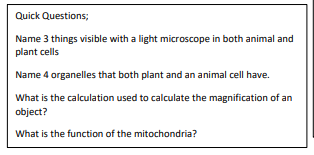 Quick Questions;
Name 3 things visible with a light microscope in both animal and
plant cells
Name 4 organelles that both plant and an animal cell have.
What is the calculation used to calculate the magnification of an
object?
What is the function of the mitochondria?